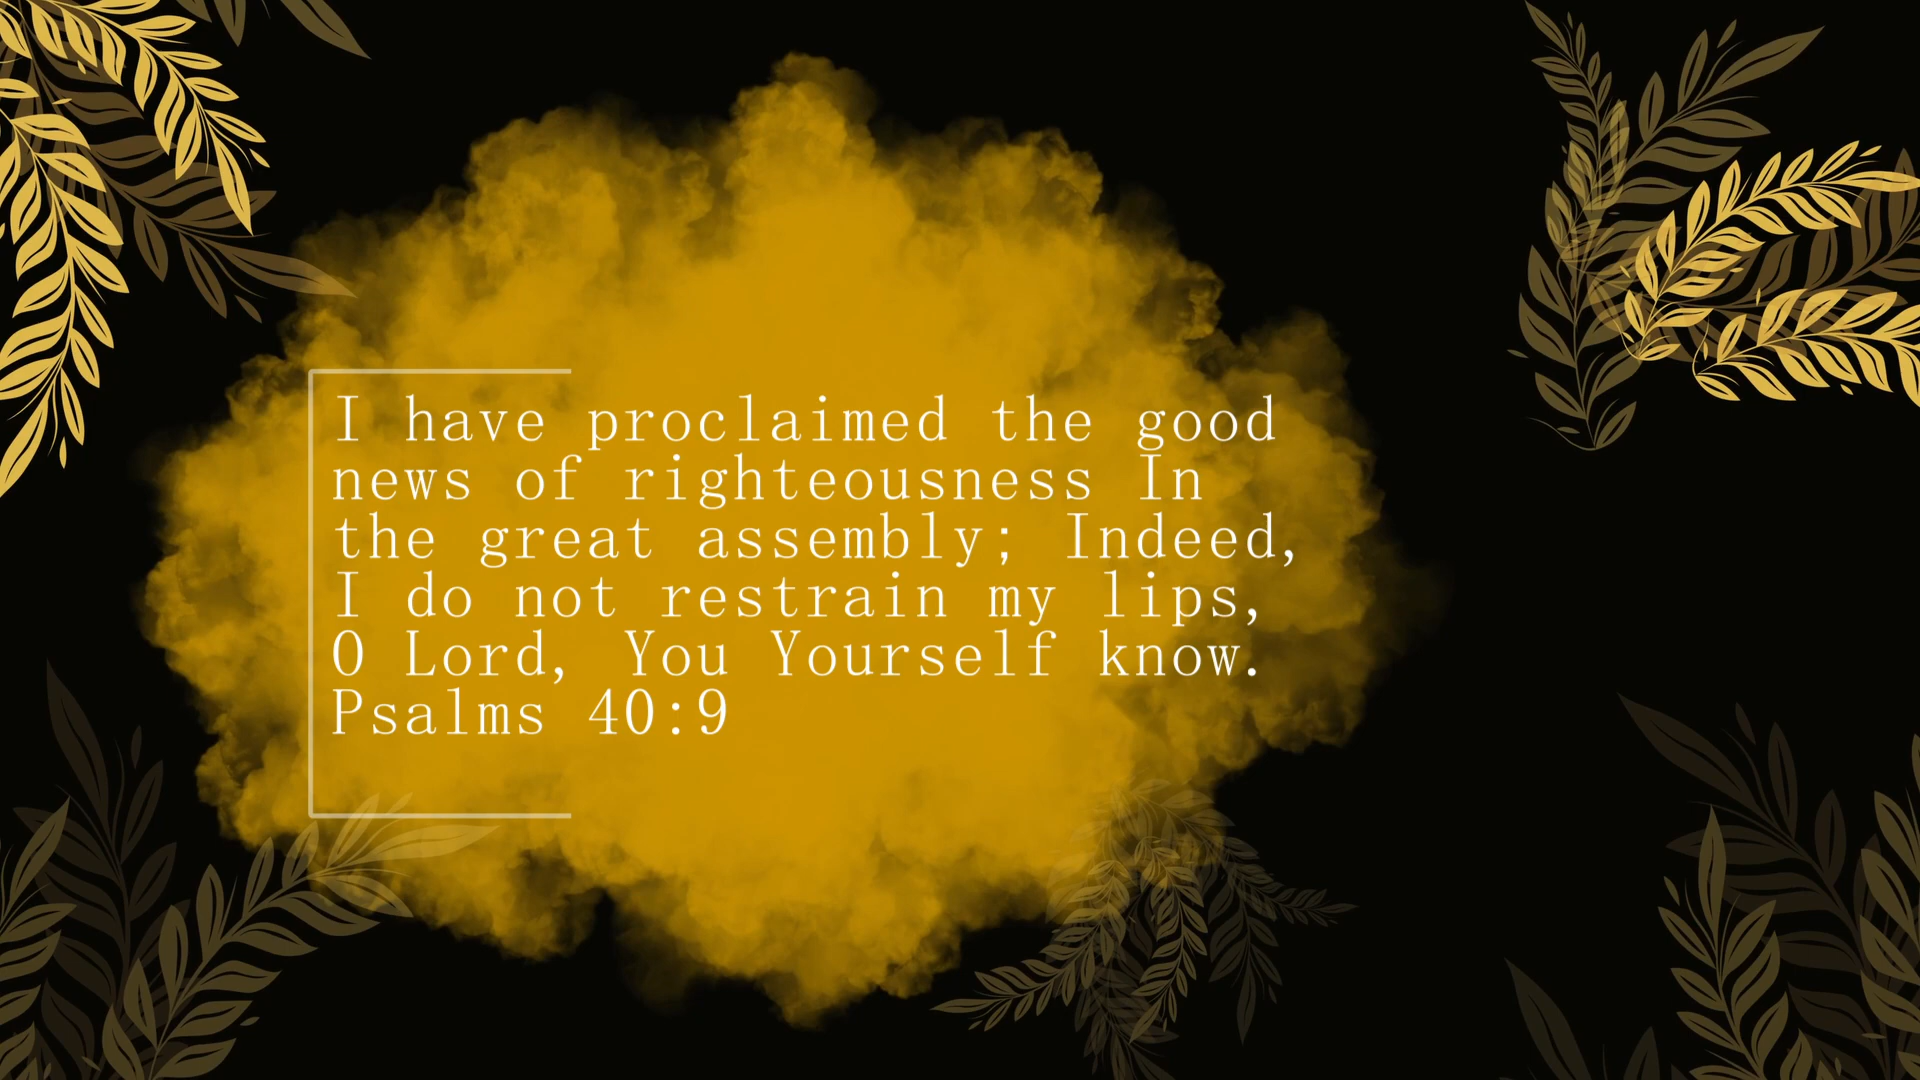 I have proclaimed the good
news of righteousness In
the great assembly; Indeed,
I do not restrain my lips,
O Lord, You Yourself know.
Psalms 40:9